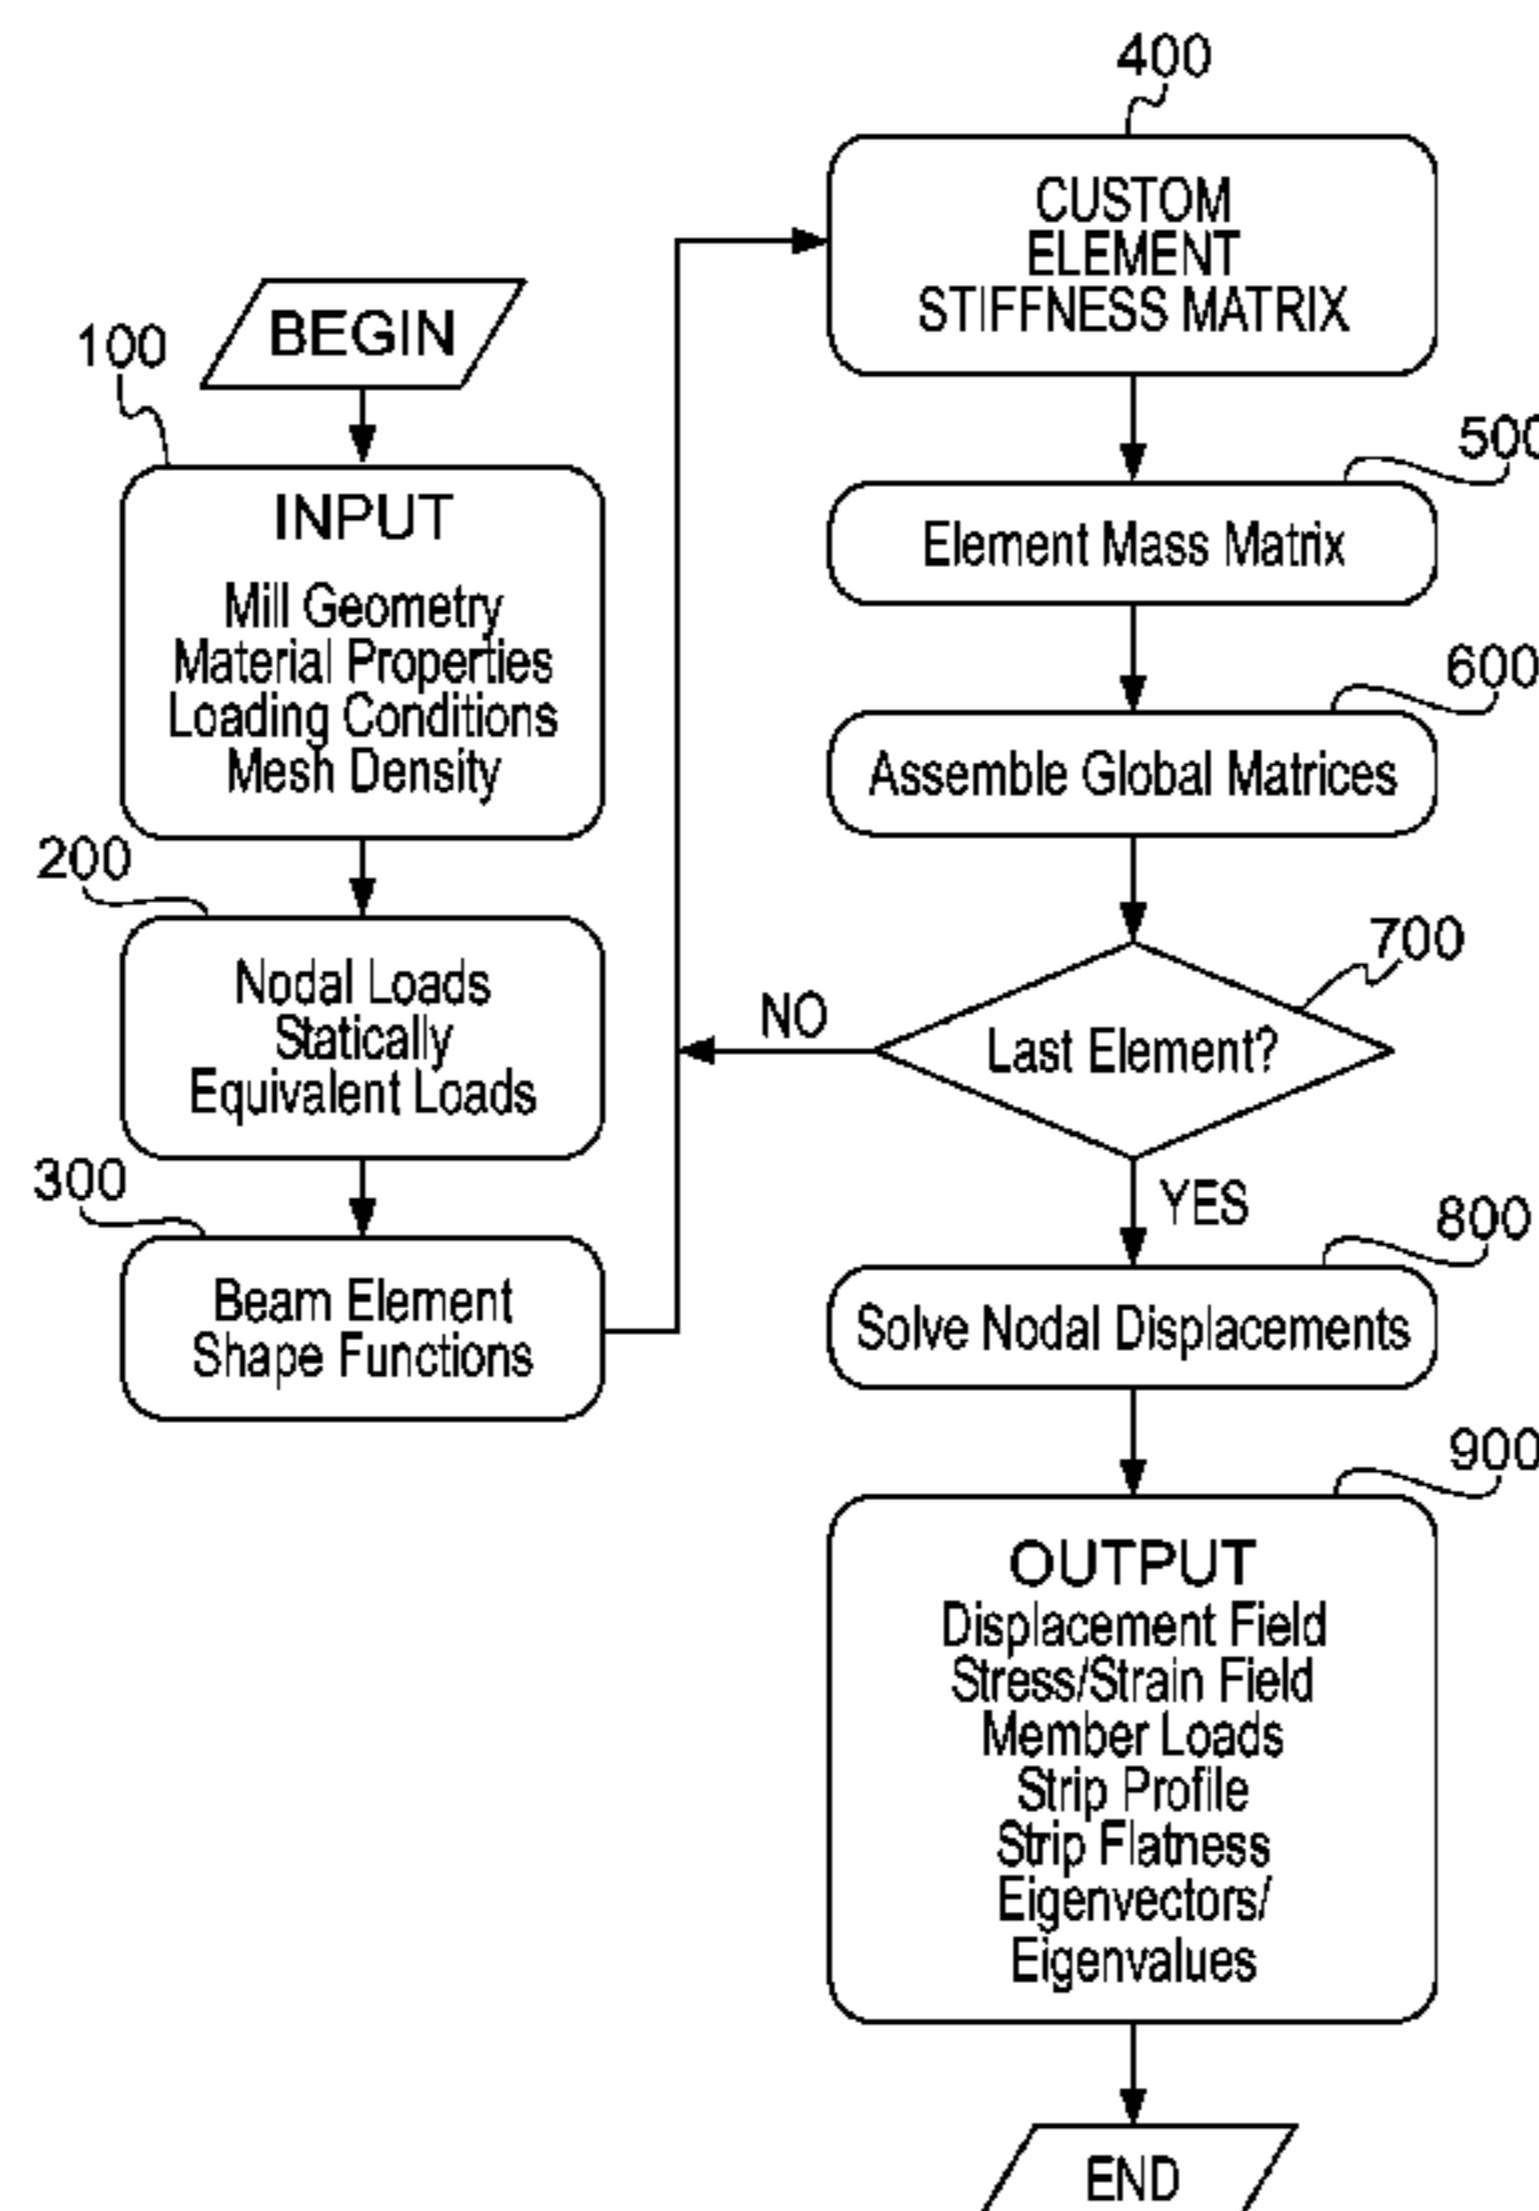 BEGIN
100
INPUT
Mill Geometry
Material Properties
Loading Conditions
Mesh Density
200
Nodal Loads
Statically
Equivalent Loads
300
Beam Element
Shape Functions
400
CUSTOM
ELEMENT
STIFFNESS MATRIX
500
Element Mass Matrix
600
Assemble Global Matrices
700
Last Element?
NO
YES
800
Solve Nodal Displacements
900
OUTPUT
Displacement Field
Stress/Strain Field
Member Loads
Strip Profile
Strip Flatness
Eigenvectors/
Eigenvalues
END